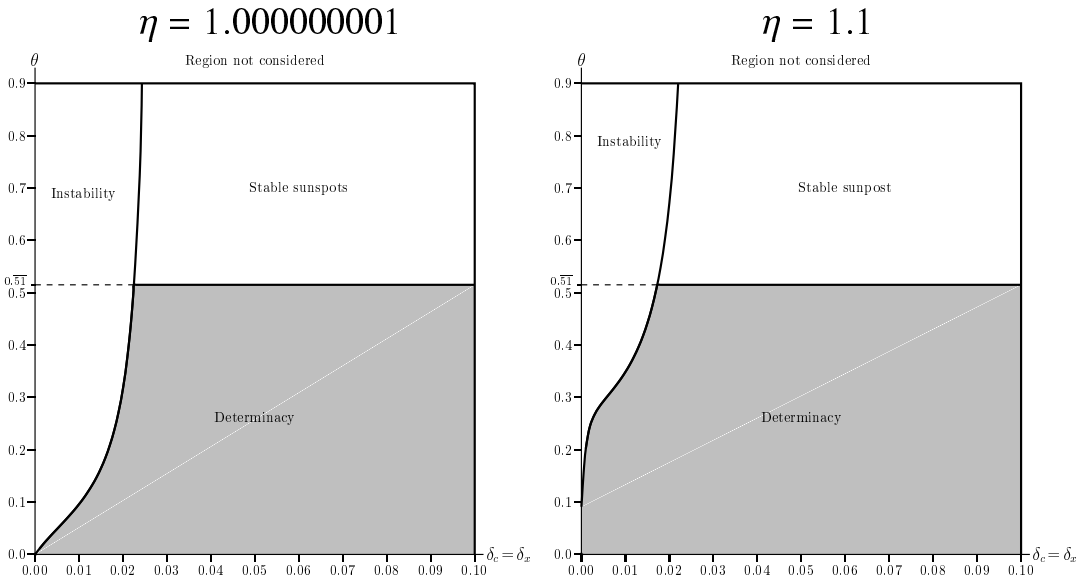 η = 1.000000001
θ
Region not considered
0.9
0.8
0.7
0.6
0.5̅1̅
0.5
0.4
0.3
0.2
0.1
0.0
Instability
Stable sunspots
Determinacy
0.00 0.01 0.02 0.03 0.04 0.05 0.06 0.07 0.08 0.09 0.10
δc = δx
η = 1.1
θ
Region not considered
0.9
0.8
0.7
0.6
0.5̅1̅
0.5
0.4
0.3
0.2
0.1
0.0
Instability
Stable sunpost
Determinacy
0.00 0.01 0.02 0.03 0.04 0.05 0.06 0.07 0.08 0.09 0.10
δc = δx